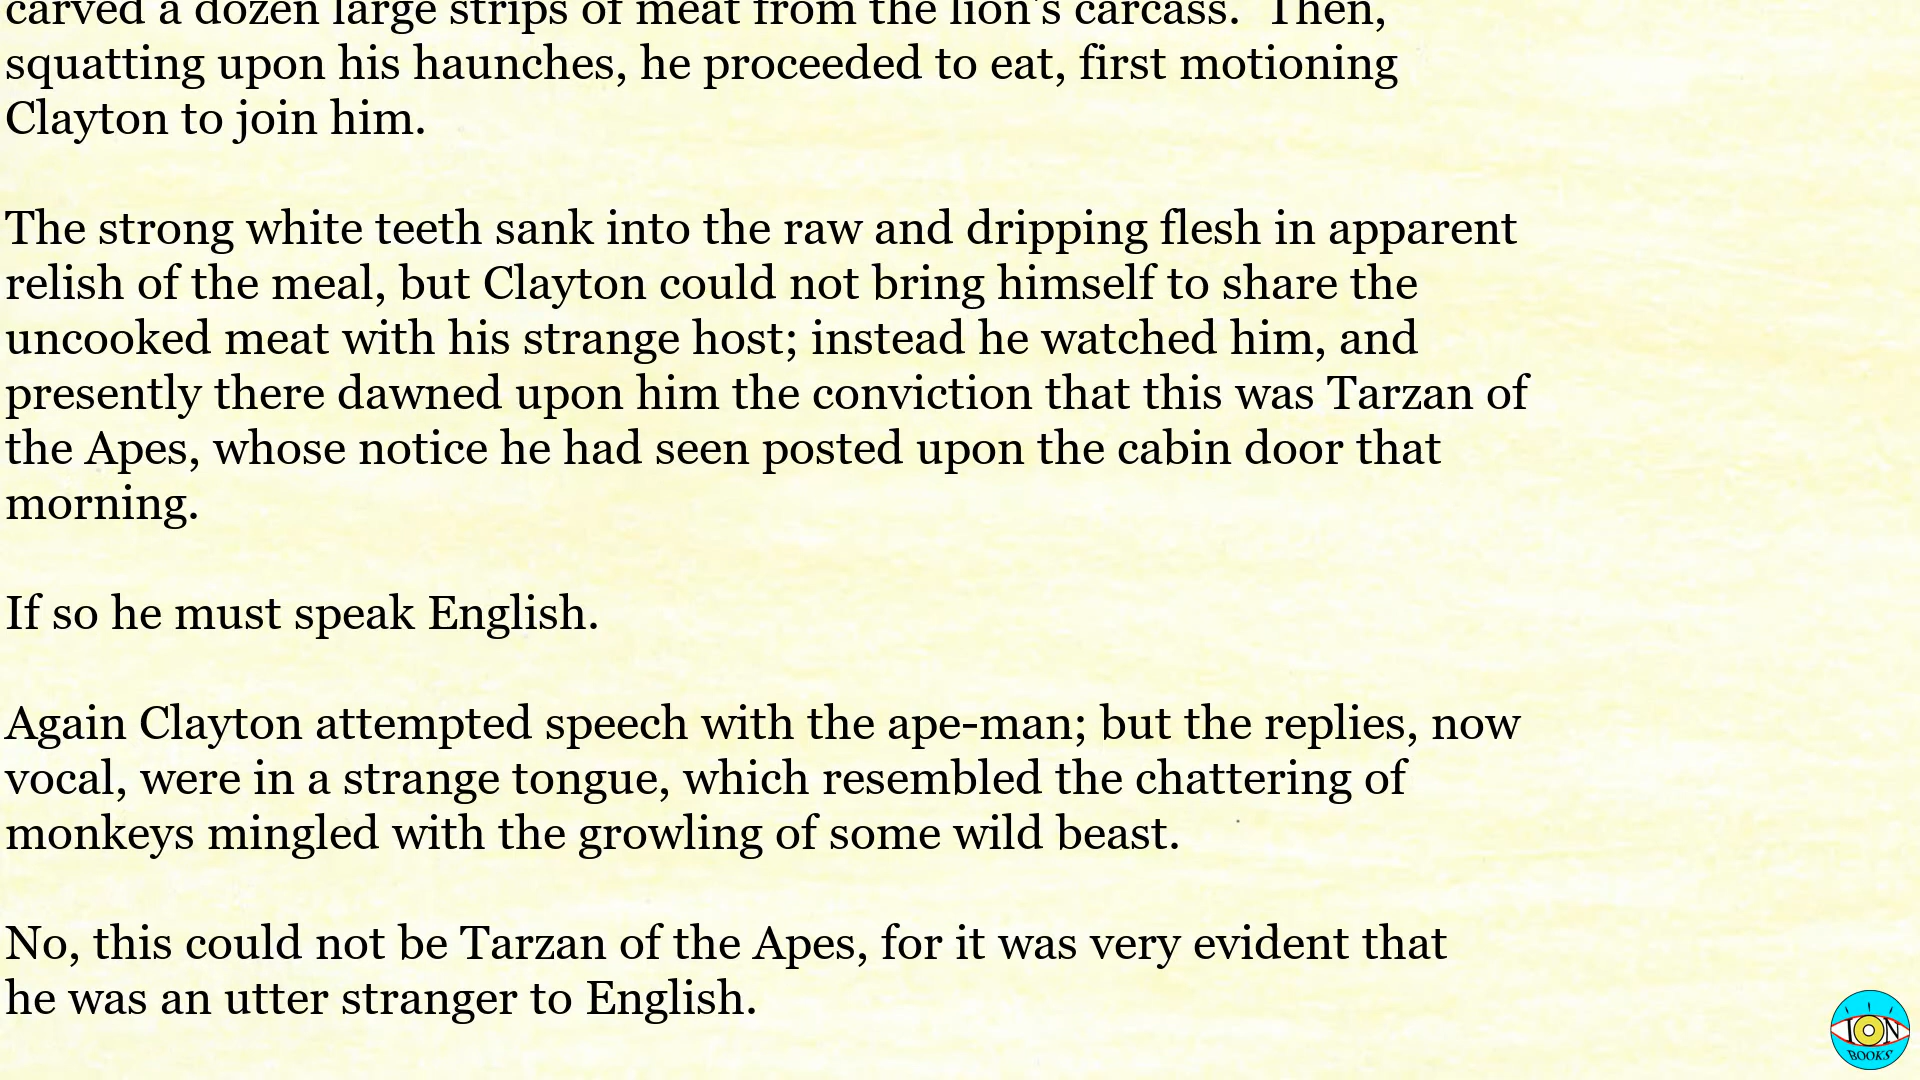 carved a dozen large strips of meat from the lion's carcass.  Then,
squatting upon his haunches, he proceeded to eat, first motioning
Clayton to join him.
The strong white teeth sank into the raw and dripping flesh in apparent
relish of the meal, but Clayton could not bring himself to share the
uncooked meat with his strange host; instead he watched him, and
presently there dawned upon him the conviction that this was Tarzan of
the Apes, whose notice he had seen posted upon the cabin door that
morning.
If so he must speak English.
Again Clayton attempted speech with the ape-man; but the replies, now
vocal, were in a strange tongue, which resembled the chattering of
monkeys mingled with the growling of some wild beast.
No, this could not be Tarzan of the Apes, for it was very evident that
he was an utter stranger to English.
ION
BOOKS